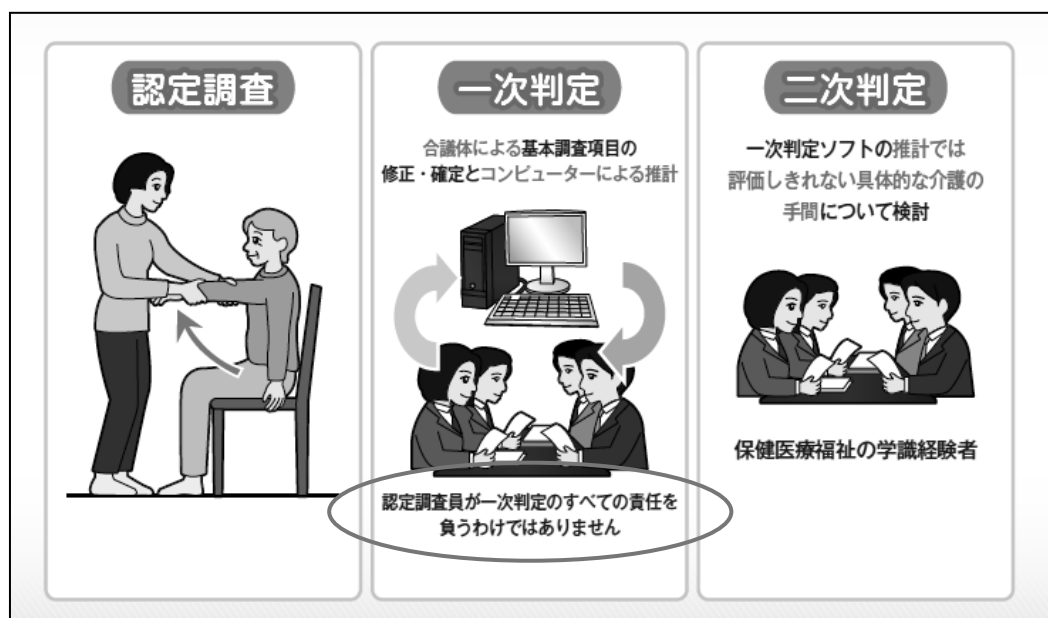 認定調査
一次判定
合議体による基本調査項目の
修正・確定とコンピューターによる推計
認定調査員が一次判定のすべての責任を
負うわけではありません
二次判定
一次判定ソフトの推計では
評価しきれない具体的な介護の
手間について検討
保健医療福祉の学識経験者